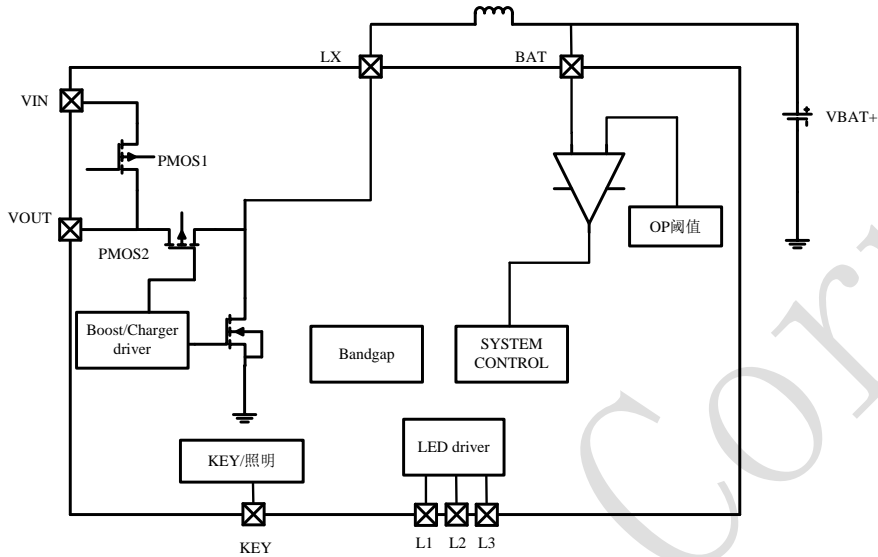 LX
BAT
VIN
VBAT+
PMOS1
VOUT
OP阈值
PMOS2
Boost/Charger
driver
Bandgap
SYSTEM
CONTROL
KEY/照明
LED driver
KEY
L1
L2
L3
Corp